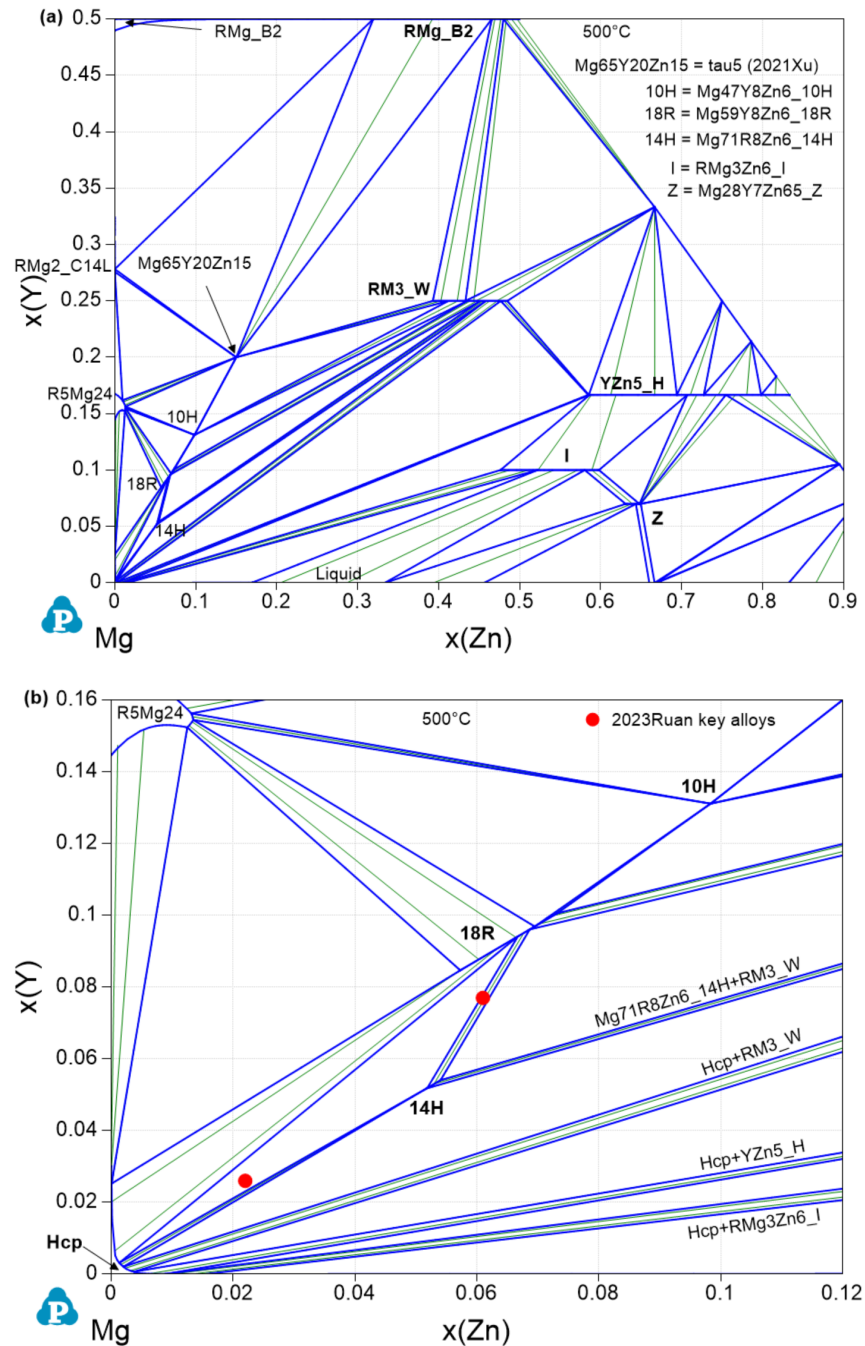 (a)
0.5
RMg_B2
RMg_B2
500°C
Mg65Y20Zn15 = tau5 (2021Xu)
10H = Mg47Y8Zn6_10H
18R = Mg59Y8Zn6_18R
14H = Mg71R8Zn6_14H
I = RMg3Zn6_I
Z = Mg28Y7Zn65_Z
0.45
0.4
0.35
0.3
RMg2_C14L
Mg65Y20Zn15
x(Y)
0.25
RM3_W
0.2
R5Mg24
YZn5_H
0.15
10H
0.1
I
18R
0.05
14H
Z
Liquid
0
0 0.1 0.2 0.3 0.4 0.5 0.6 0.7 0.8 0.9
P
Mg
x(Zn)
(b)
0.16
R5Mg24
500°C
2023Ruan key alloys
0.14
10H
0.12
0.1
18R
x(Y)
0.08
Mg71R8Zn6_14H+RM3_W
0.06
Hcp+RM3_W
14H
0.04
Hcp+YZn5_H
0.02
Hcp+RMg3Zn6_I
Hcp
0
0 0.02 0.04 0.06 0.08 0.1 0.12
P
Mg
x(Zn)